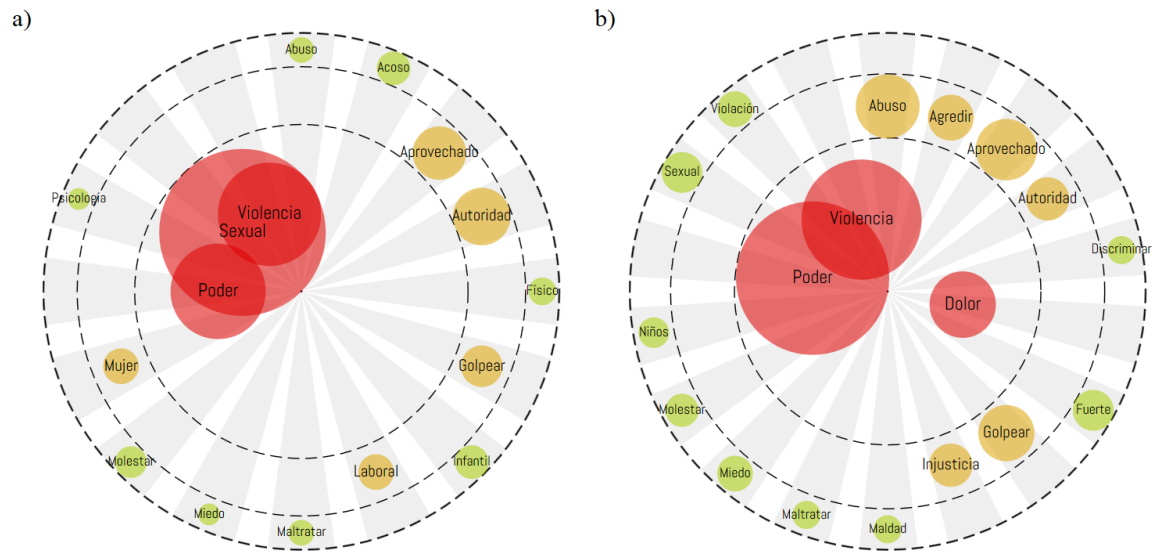 a)
Abuso
Acoso
Aprovechado
Psicología
Violencia
Autoridad
Sexual
Poder
Físico
Mujer
Golpear
Molestar
Laboral
Infantil
Miedo
Maltratar
b)
Violación
Abuso
Agredir
Aprovechado
Sexual
Autoridad
Violencia
Discriminar
Poder
Dolor
Niños
Molestar
Fuerte
Golpear
Injusticia
Miedo
Maltratar
Maldad